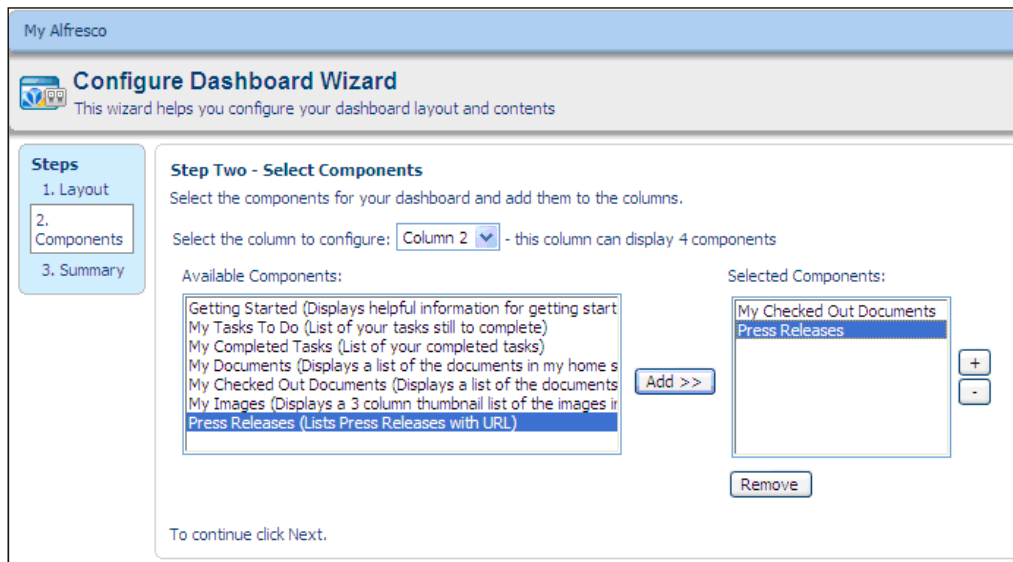 My Alfresco
Configure Dashboard Wizard
This wizard helps you configure your dashboard layout and contents
Steps
1. Layout
2.
Components
3. Summary
Step Two - Select Components
Select the components for your dashboard and add them to the columns.
Select the column to configure: Column 2 - this column can display 4 components
Available Components:
Getting Started (Displays helpful information for getting start
My Tasks To Do (List of your tasks still to complete)
My Completed Tasks (List of your completed tasks)
My Documents (Displays a list of the documents in my home s
My Checked Out Documents (Displays a list of the documents
My Images (Displays a 3 column thumbnail list of the images in
Press Releases (Lists Press Releases with URL)
Add >>
Selected Components:
My Checked Out Documents
Press Releases
+
-
Remove
To continue click Next.